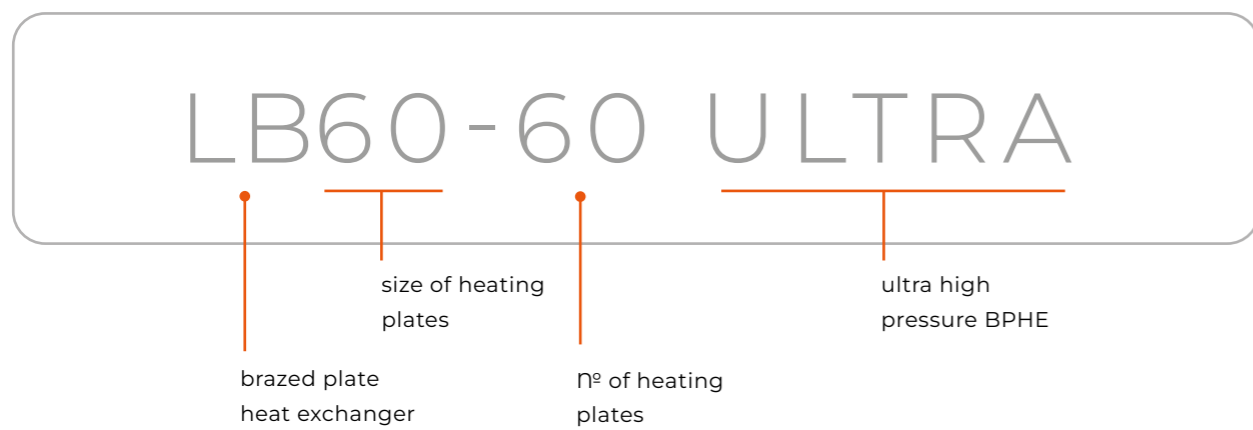 LB60-60 ULTRA
size of heating
plates
ultra high
pressure BPHE
brazed plate
heat exchanger
nº of heating
plates